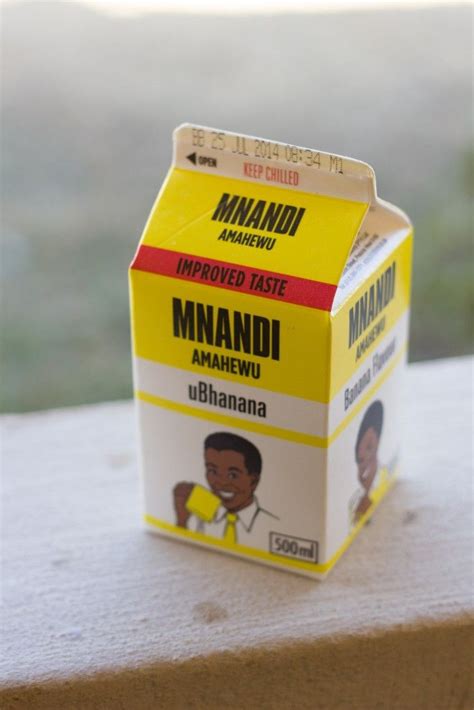 BB 25 JUL 2014 08:34 M1
OPEN
KEEP CHILLED
MNANDI
AMAHEWU
IMPROVED TASTE
MNANDI
AMAHEWU
uBhanana
500ml
MNANDI
AMAHEWU
Banana Flavour